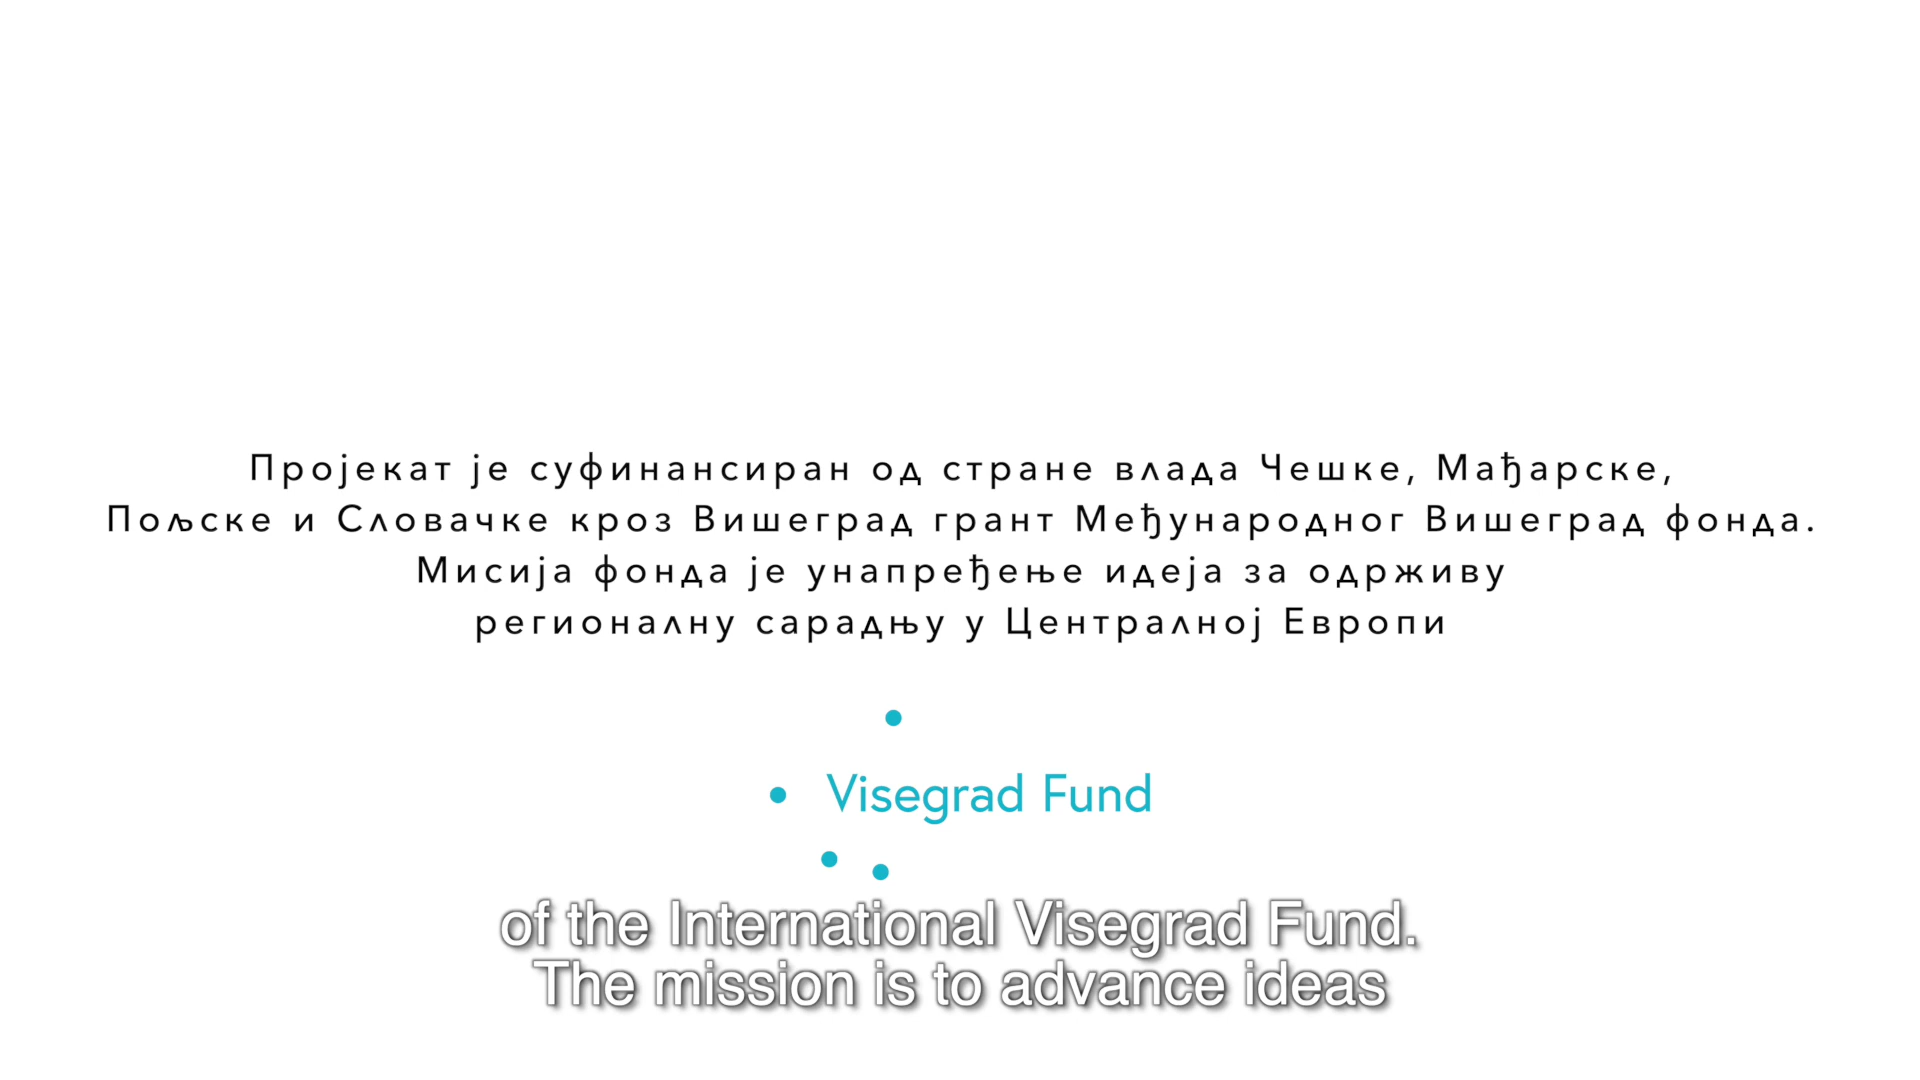 Пројекат је суфинансиран од стране влада Чешке, Мађарске,
Пољске и Словачке кроз Вишеград грант Међународног Вишеград фонда.
Мисија фонда је унапређење идеја за одрживу
регионалну сарадњу у Централној Европи
Visegrad Fund
of the International Visegrad Fund.
The mission is to advance ideas